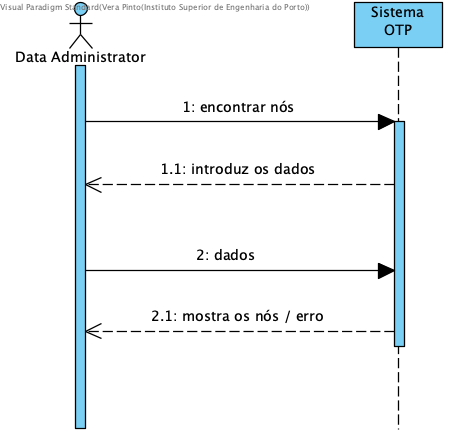 Visual Paradigm Standard(Vera Pinto(Instituto Superior de Engenharia do Porto))
Sistema
OTP
Data Administrator
1: encontrar nós
1.1: introduz os dados
2: dados
2.1: mostra os nós / erro